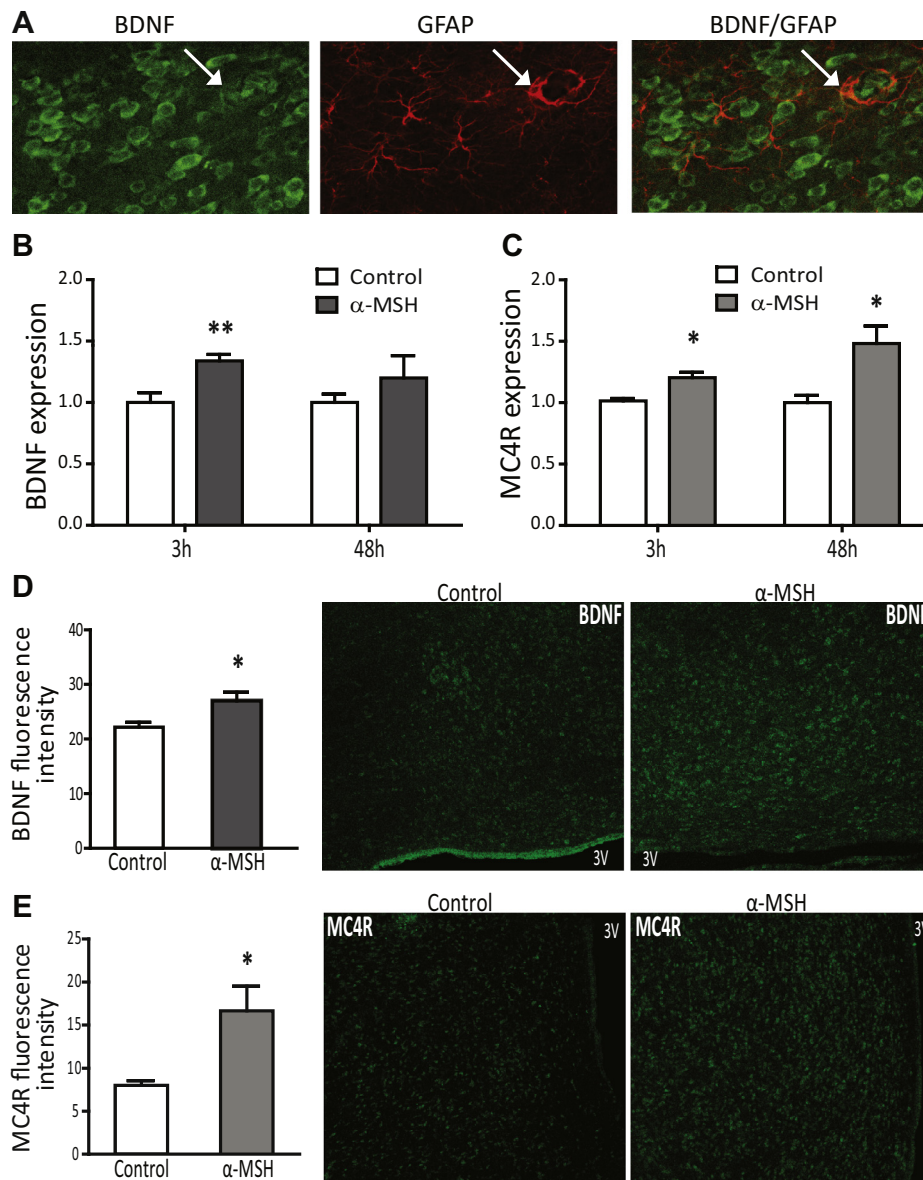 A
BDNF
GFAP
BDNF/GFAP
B
BDNF expression
2.0
1.5
1.0
0.5
0.0
Control
α-MSH
**
3h
48h
C
MC4R expression
2.0
1.5
1.0
0.5
0.0
Control
α-MSH
*
*
3h
48h
D
BDNF fluorescence
intensity
40
30
20
10
0
*
Control
α-MSH
Control
BDNF
3V
α-MSH
BDNF
3V
E
MC4R fluorescence
intensity
25
20
15
10
5
0
*
Control
α-MSH
Control
MC4R
3V
α-MSH
MC4R
3V